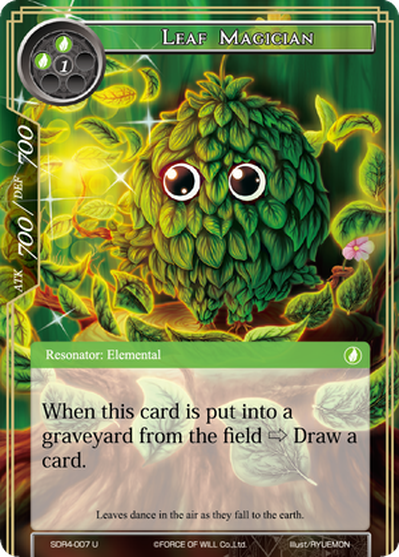 Leaf Magician
1
ATK 700 / DEF 700
Resonator: Elemental
When this card is put into a
graveyard from the field ⇨ Draw a
card.
Leaves dance in the air as they fall to the earth.
SDR4-007 U ©FORCE OF WILL Co.Ltd. Illust/RYUEMON